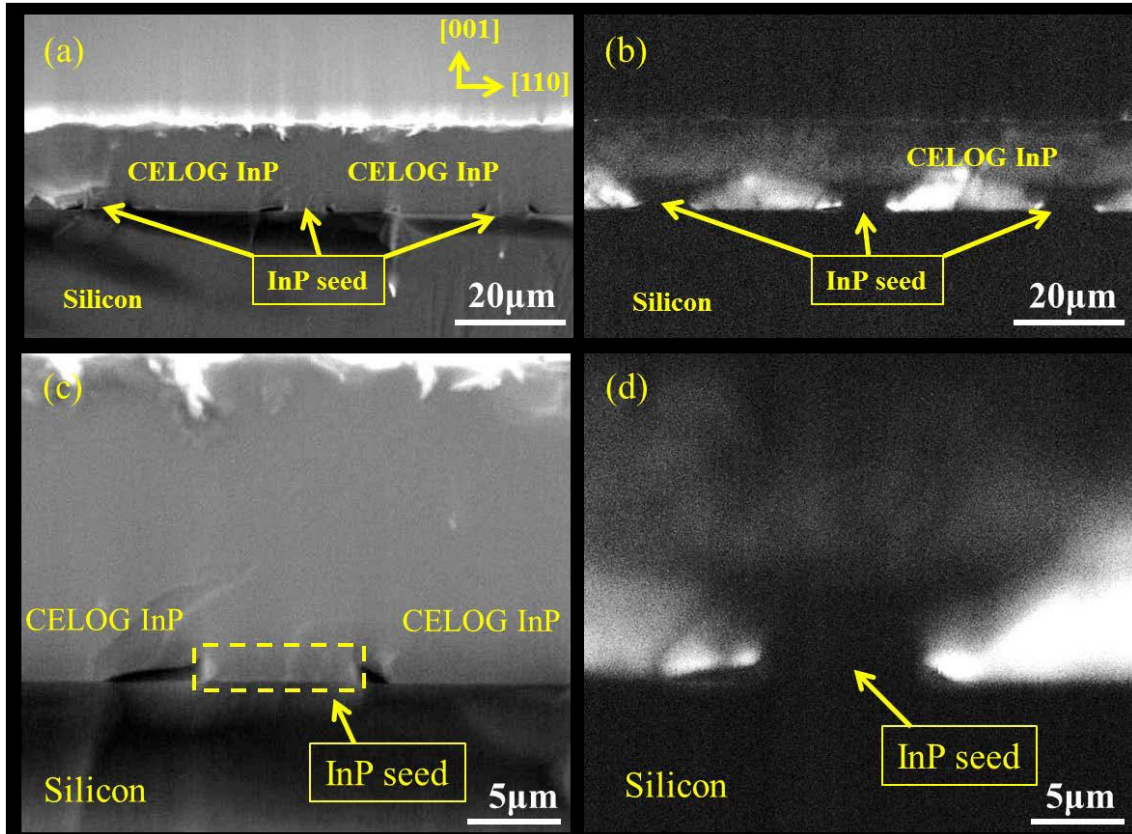 (a)
[001]
[110]
CELOG InP CELOG InP
InP seed
Silicon
20µm
(b)
CELOG InP
InP seed
Silicon
20µm
(c)
CELOG InP CELOG InP
InP seed
Silicon
5µm
(d)
InP seed
Silicon
5µm